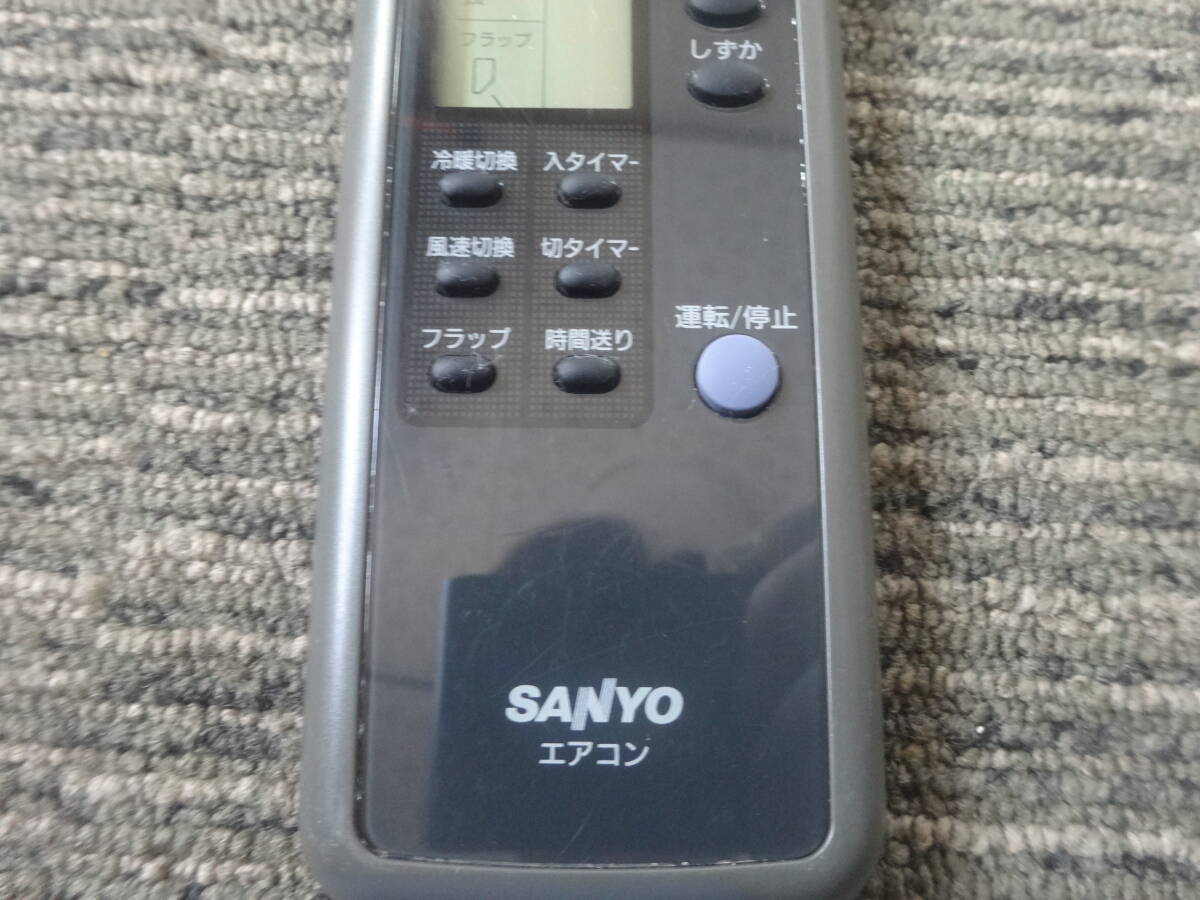 フラップ
しずか
冷暖切換
入タイマー
風速切換
切タイマー
フラップ
時間送り
運転/停止
SANYO
エアコン